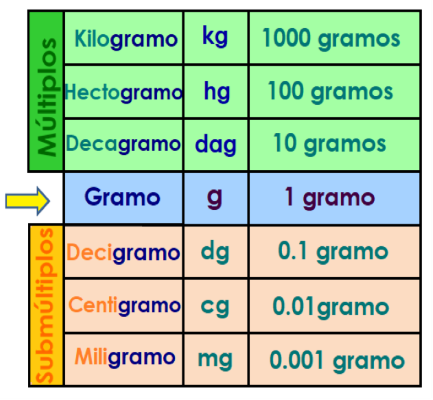 Múltiplos
Kilogramo kg 1000 gramos
Hectogramo hg 100 gramos
Decagramo dag 10 gramos
Gramo g 1 gramo
Submúltiplos
Decigramo dg 0.1 gramo
Centigramo cg 0.01gramo
Miligramo mg 0.001 gramo